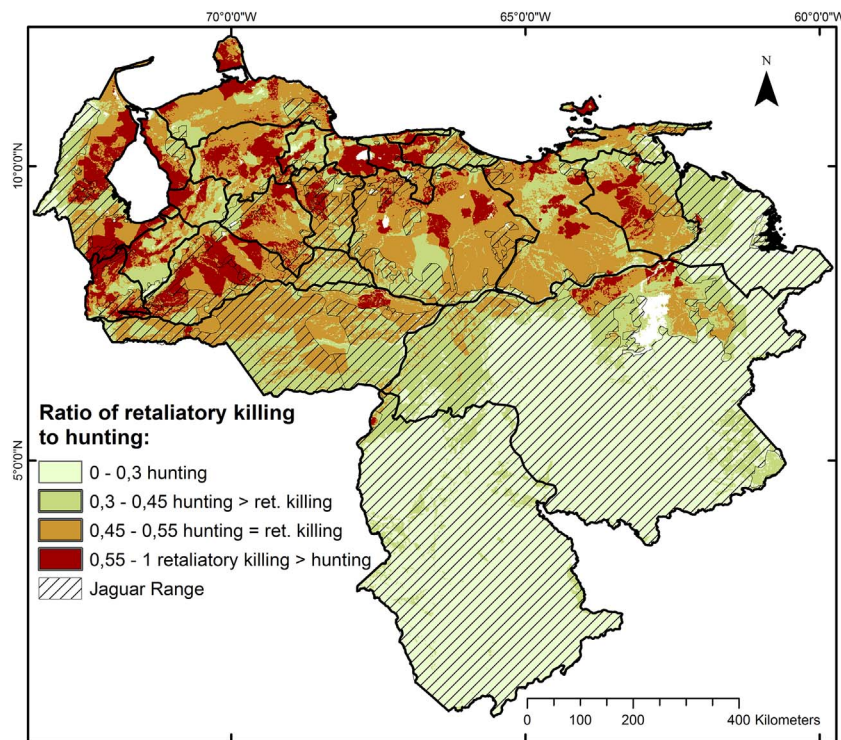 70°0'0"W
65°0'0"W
60°0'0"W
N
10°0'0"N
5°0'0"N
Ratio of retaliatory killing
to hunting:
0 - 0,3 hunting
0,3 - 0,45 hunting > ret. killing
0,45 - 0,55 hunting = ret. killing
0,55 - 1 retaliatory killing > hunting
Jaguar Range
0 100 200 400 Kilometers